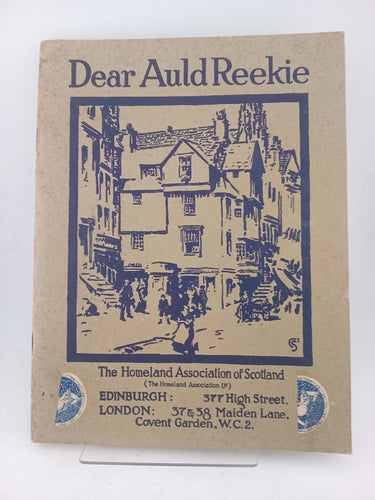 Dear Auld Reekie
The Homeland Association of Scotland
(The Homeland Association Lᵈ)
EDINBURGH: 377 High Street.
LONDON: 37 & 38 Maiden Lane,
Covent Garden, W.C.2.